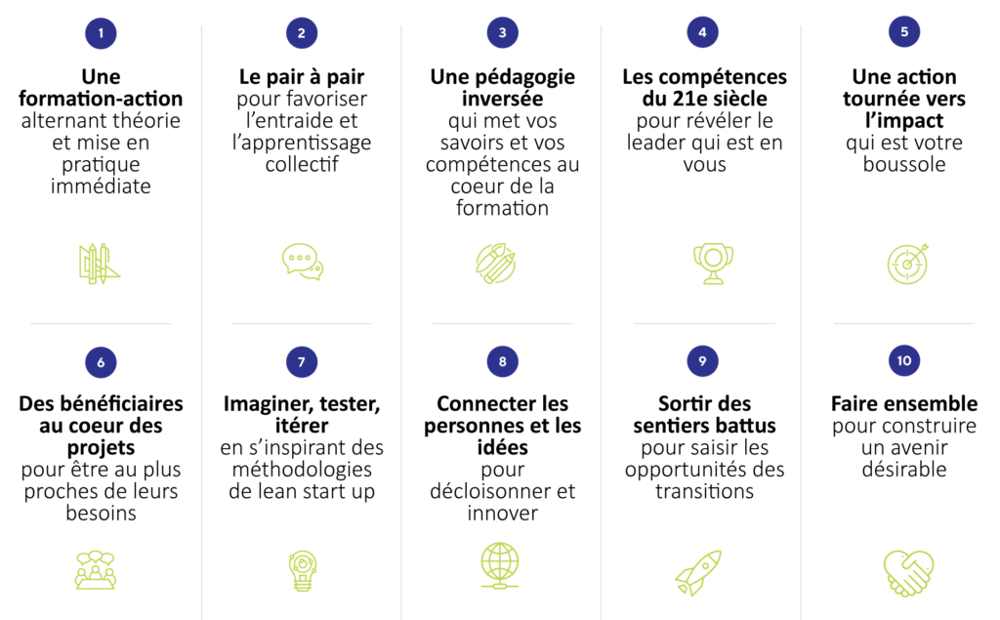 1
Une
formation-action
alternant théorie
et mise en
pratique
immédiate
2
Le pair à pair
pour favoriser
l’entraide et
l’apprentissage
collectif
3
Une pédagogie
inversée
qui met vos
savoirs et vos
compétences au
coeur de la
formation
4
Les compétences
du 21e siècle
pour révéler le
leader qui est en
vous
5
Une action
tournée vers
l’impact
qui est votre
boussole
6
Des bénéficiaires
au coeur des
projets
pour être au plus
proches de leurs
besoins
7
Imaginer, tester,
itérer
en s’inspirant des
méthodologies
de lean start up
8
Connecter les
personnes et les
idées
pour
décloisonner et
innover
9
Sortir des
sentiers battus
pour saisir les
opportunités des
transitions
10
Faire ensemble
pour construire
un avenir
désirable